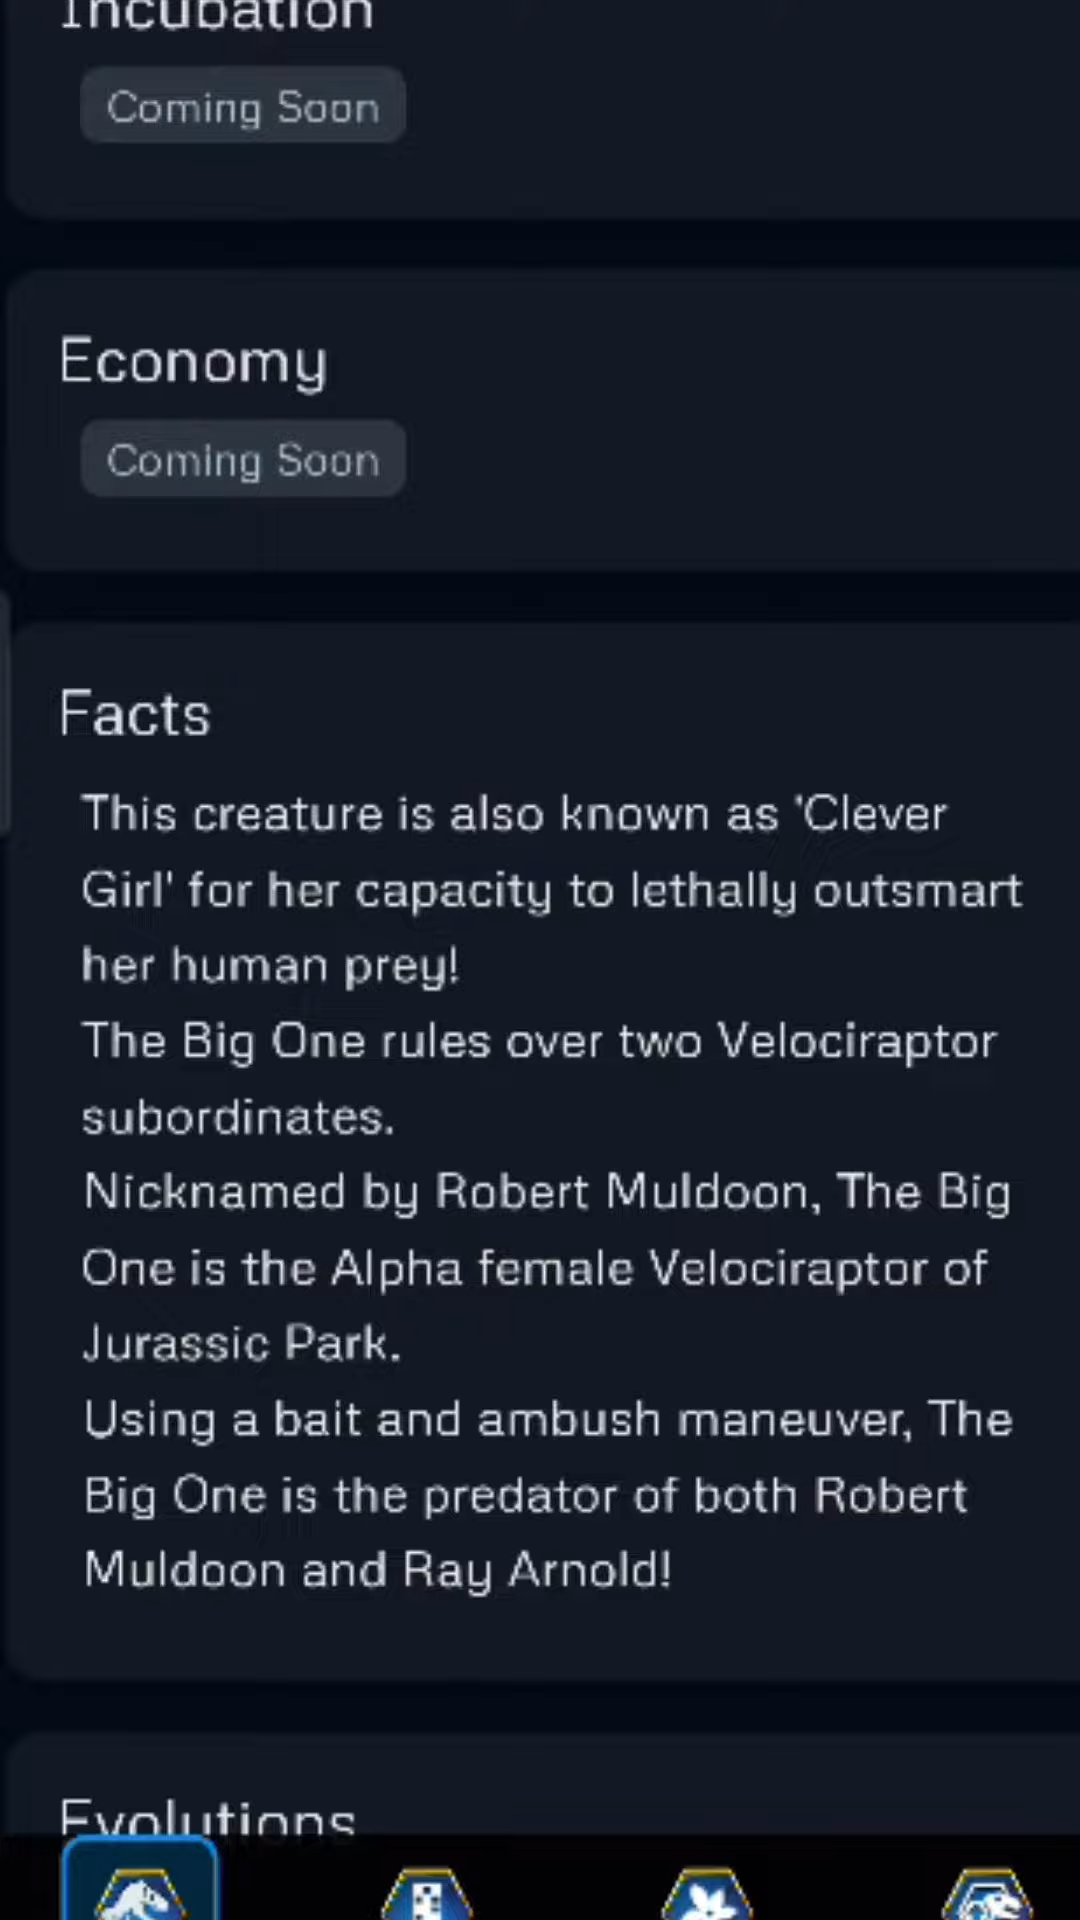 Incubation
Coming Soon
Economy
Coming Soon
Facts
This creature is also known as 'Clever
Girl' for her capacity to lethally outsmart
her human prey!
The Big One rules over two Velociraptor
subordinates.
Nicknamed by Robert Muldoon, The Big
One is the Alpha female Velociraptor of
Jurassic Park.
Using a bait and ambush maneuver, The
Big One is the predator of both Robert
Muldoon and Ray Arnold!
Evolutions